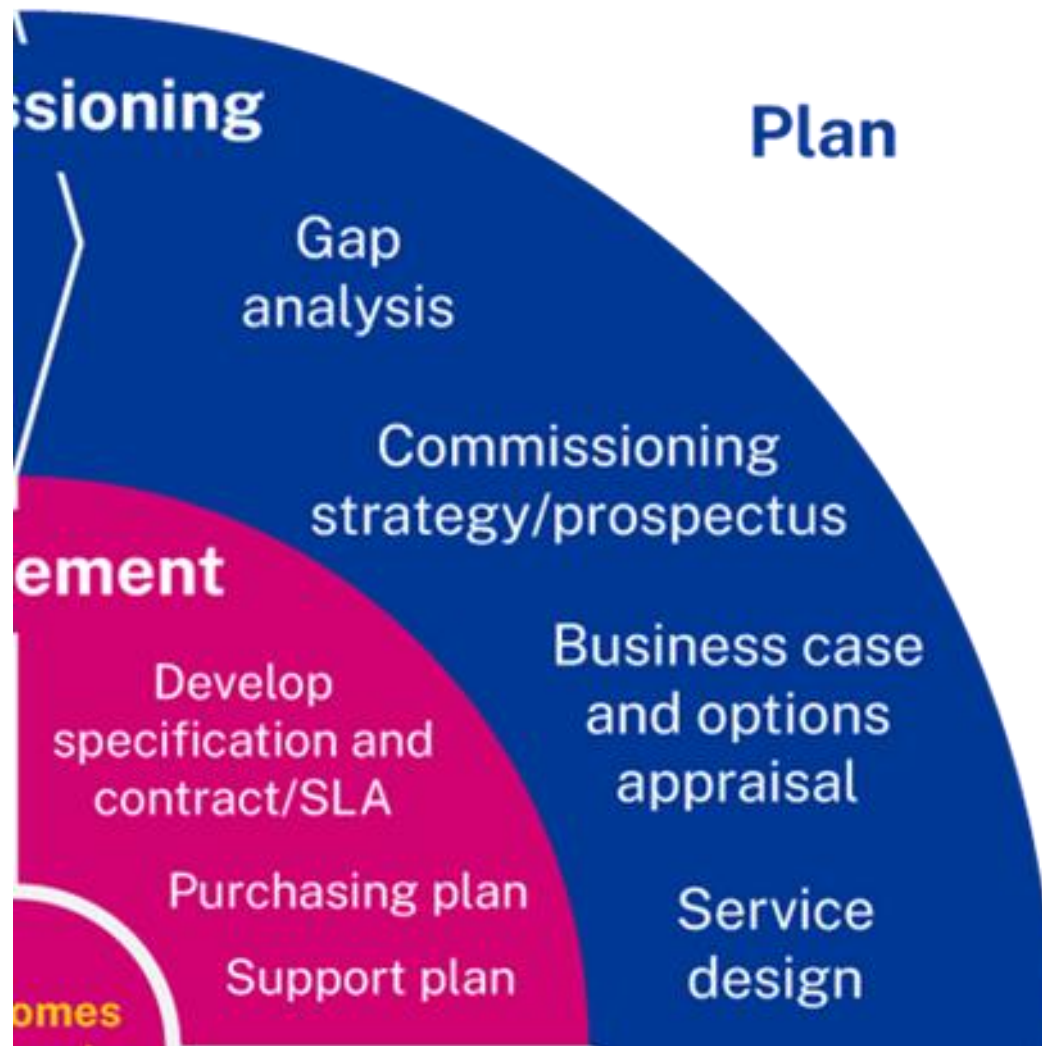 ssioning
Plan
Gap
analysis
Commissioning
strategy/prospectus
ement
Business case
and options
appraisal
Develop
specification and
contract/SLA
Purchasing plan
Support plan
Service
design
omes